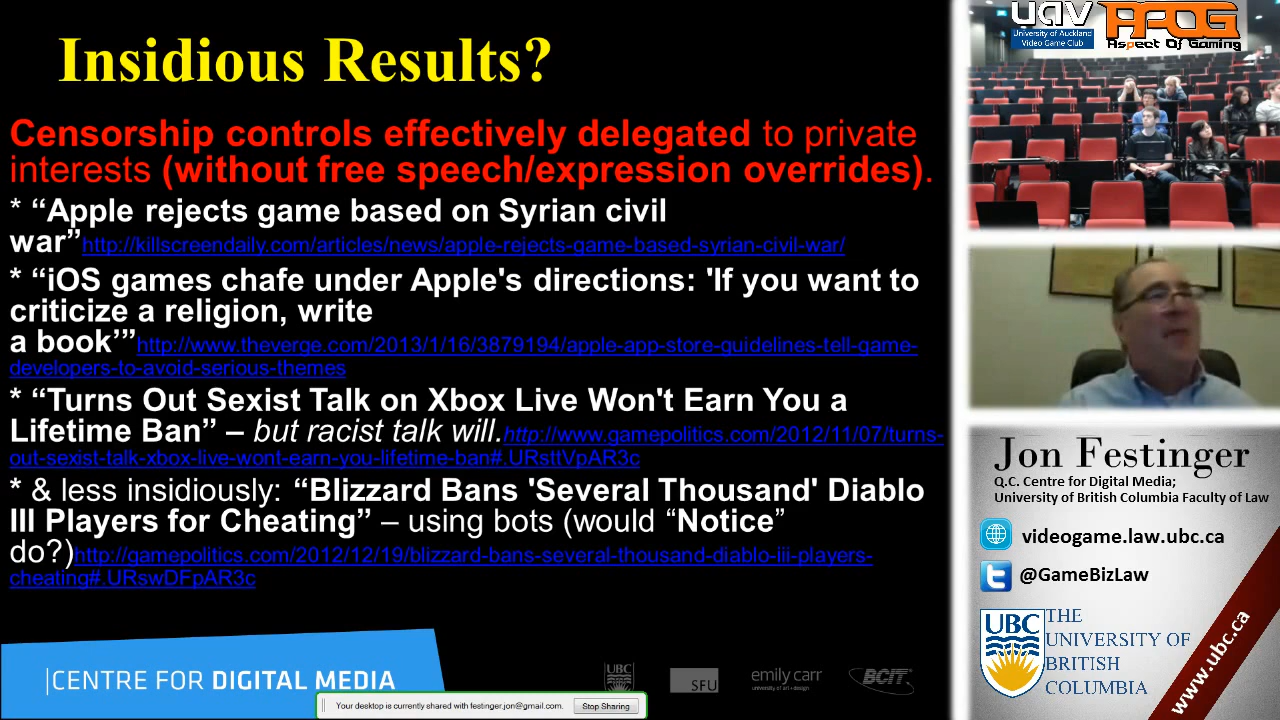 Insidious Results?
Censorship controls effectively delegated to private
interests (without free speech/expression overrides).
* “Apple rejects game based on Syrian civil
war”http://killscreendaily.com/articles/news/apple-rejects-game-based-syrian-civil-war/
* “iOS games chafe under Apple's directions: 'If you want to
criticize a religion, write
a book’”http://www.theverge.com/2013/1/16/3879194/apple-app-store-guidelines-tell-game-
developers-to-avoid-serious-themes
* “Turns Out Sexist Talk on Xbox Live Won't Earn You a
Lifetime Ban” – but racist talk will.http://www.gamepolitics.com/2012/11/07/turns-
out-sexist-talk-xbox-live-wont-earn-you-lifetime-ban#.URsttVpAR3c
* & less insidiously: “Blizzard Bans 'Several Thousand' Diablo
III Players for Cheating” – using bots (would “Notice”
do?)http://gamepolitics.com/2012/12/19/blizzard-bans-several-thousand-diablo-iii-players-
cheating#.URswDFpAR3c
CENTRE FOR DIGITAL MEDIA
UBC
SFU
emily carr
university of art + design
BCIT
Your desktop is currently shared with festinger.jon@gmail.com.
Stop Sharing
UAV
University of Auckland
Video Game Club
APOG
Aspect Of Gaming
Jon Festinger
Q.C. Centre for Digital Media;
University of British Columbia Faculty of Law
videogame.law.ubc.ca
@GameBizLaw
UBC
THE
UNIVERSITY OF
BRITISH
COLUMBIA
www.ubc.ca